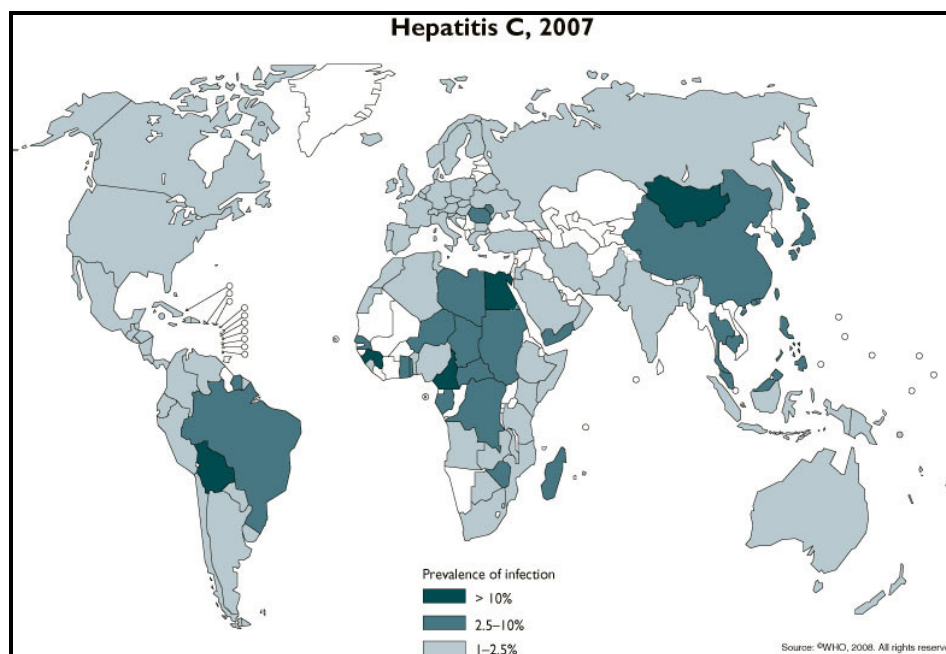 Hepatitis C, 2007
Prevalence of infection
> 10%
2.5–10%
1–2.5%
Source: ©WHO, 2008. All rights reserve